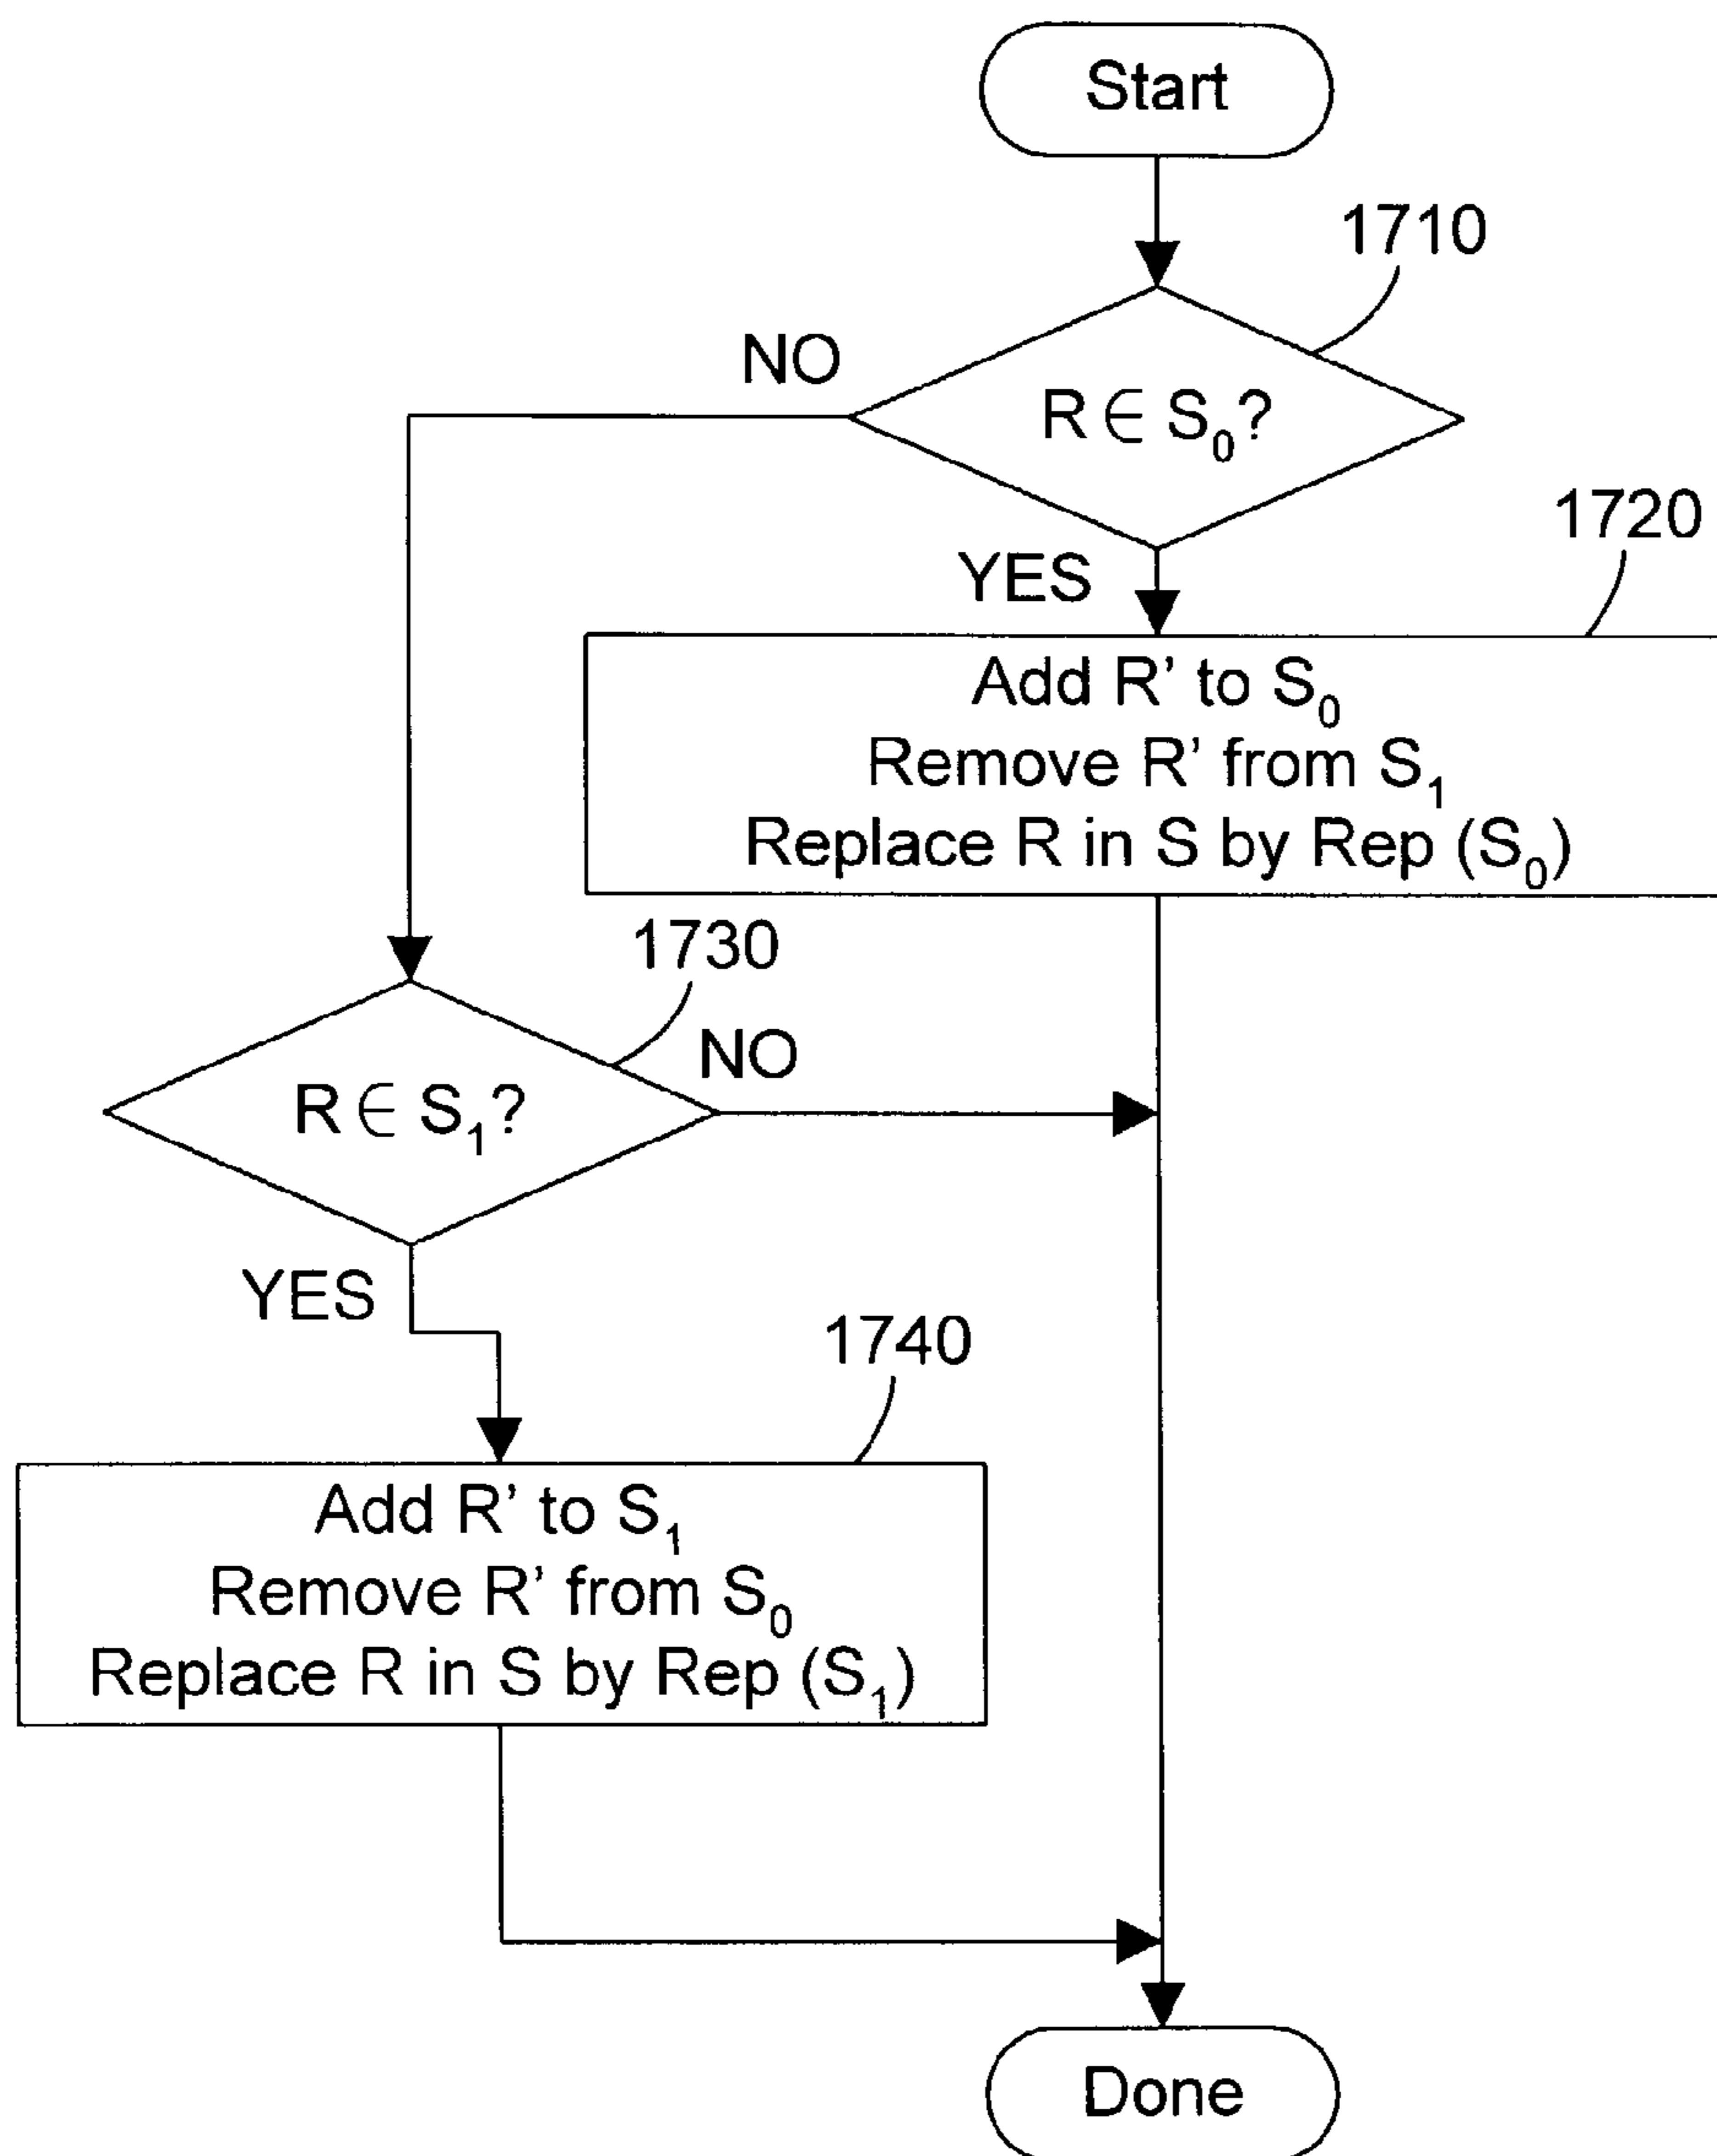 Start
1710
NO
R ∈ S₀?
1720
YES
Add R' to S₀
Remove R' from S₁
Replace R in S by Rep (S₀)
1730
NO
R ∈ S₁?
YES
1740
Add R' to S₁
Remove R' from S₀
Replace R in S by Rep (S₁)
Done